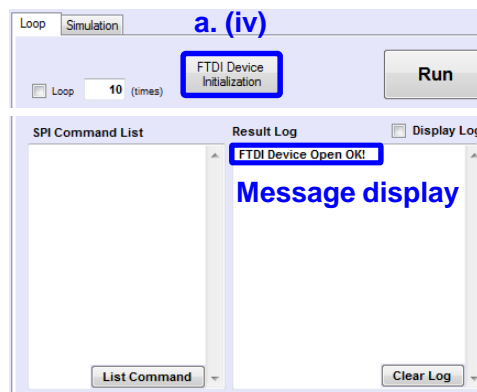 Loop Simulation a. (iv)
FTDI Device
Initialization
Run
Loop 10 (times)
SPI Command List Result Log Display Log
FTDI Device Open OK!
Message display
List Command Clear Log